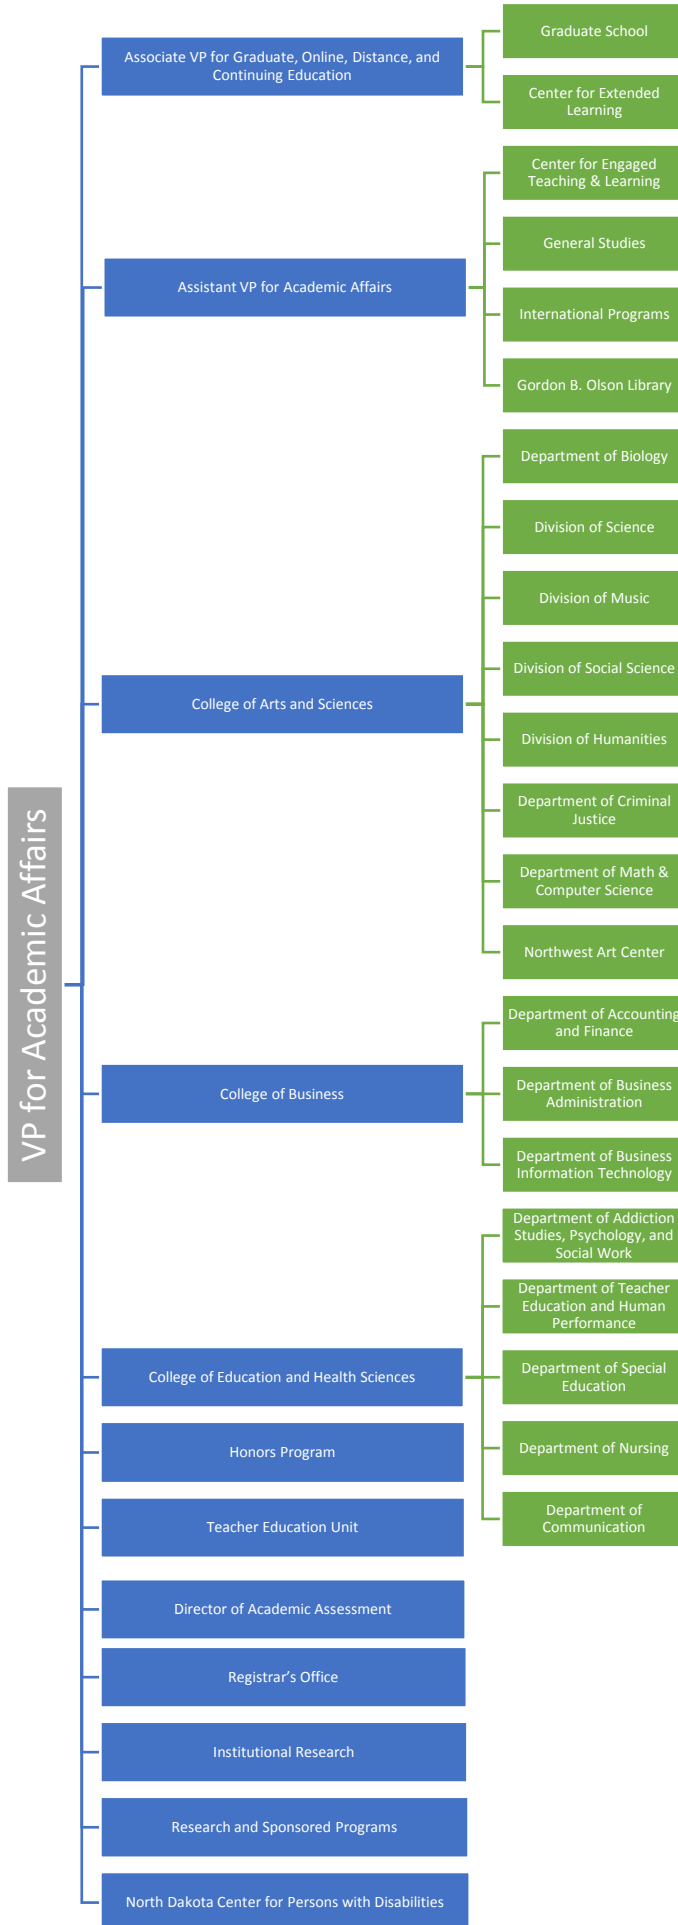 Graduate School
Associate VP for Graduate, Online, Distance, and
Continuing Education
Center for Extended
Learning
Center for Engaged
Teaching & Learning
General Studies
Assistant VP for Academic Affairs
International Programs
Gordon B. Olson Library
Department of Biology
Division of Science
Division of Music
Division of Social Science
College of Arts and Sciences
Division of Humanities
Department of Criminal
Justice
Department of Math &
Computer Science
Northwest Art Center
VP for Academic Affairs
Department of Accounting
and Finance
College of Business
Department of Business
Administration
Department of Business
Information Technology
Department of Addiction
Studies, Psychology, and
Social Work
Department of Teacher
Education and Human
Performance
College of Education and Health Sciences
Department of Special
Education
Honors Program
Department of Nursing
Teacher Education Unit
Department of
Communication
Director of Academic Assessment
Registrar’s Office
Institutional Research
Research and Sponsored Programs
North Dakota Center for Persons with Disabilities